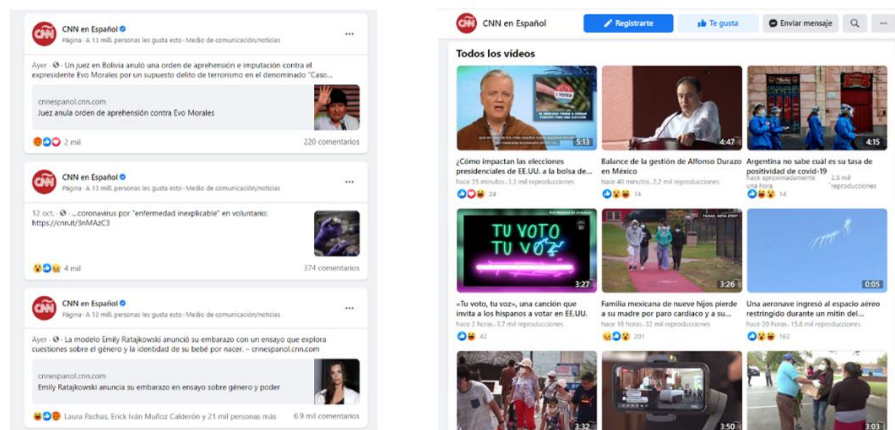 CNN en Español
Página · A 13 mill. personas les gusta esto · Medio de comunicación/noticias
Ayer · Un juez en Bolivia anuló una orden de aprehensión e imputación contra el
expresidente Evo Morales por un supuesto delito de terrorismo en el denominado "Caso...
cnnespanol.cnn.com
Juez anula orden de aprehensión contra Evo Morales
2 mil
220 comentarios
CNN en Español
Página · A 13 mill. personas les gusta esto · Medio de comunicación/noticias
12 oct. · ...coronavirus por "enfermedad inexplicable" en voluntario:
https://cnn.it/3nMAzC3
4 mil
374 comentarios
CNN en Español
Página · A 13 mill. personas les gusta esto · Medio de comunicación/noticias
Ayer · La modelo Emily Ratajkowski anunció su embarazo con un ensayo que explora
cuestiones sobre el género y la identidad de su bebé por nacer. – cnnespanol.cnn.com
cnnespanol.cnn.com
Emily Ratajkowski anuncia su embarazo en ensayo sobre género y poder
Laura Pachas, Erick Iván Muñoz Calderón y 21 mil personas más
6.9 mil comentarios
CNN
CNN en Español
Registrarte
Te gusta
Enviar mensaje
Todos los videos
5:13
4:47
4:15
¿Cómo impactan las elecciones
presidenciales de EE.UU. a la bolsa de...
hace 35 minutos · 3.3 mil reproducciones
24
Balance de la gestión de Alfonso Durazo
en México
hace 40 minutos · 2.2 mil reproducciones
14
Argentina no sabe cuál es su tasa de
positividad de covid-19
hace aproximadamente
una hora
2.6 mil
reproducciones
14
TU VOTO
TU VOZ
3:27
3:26
0:05
«Tu voto, tu voz», una canción que
invita a los hispanos a votar en EE.UU.
hace 2 horas · 3.7 mil reproducciones
42
Familia mexicana de nueve hijos pierde
a su madre por paro cardiaco y a su...
hace 18 horas · 32 mil reproducciones
201
Una aeronave ingresó al espacio aéreo
restringido durante un mitin del...
hace 20 horas · 15.8 mil reproducciones
162
3:32
3:50
3:03